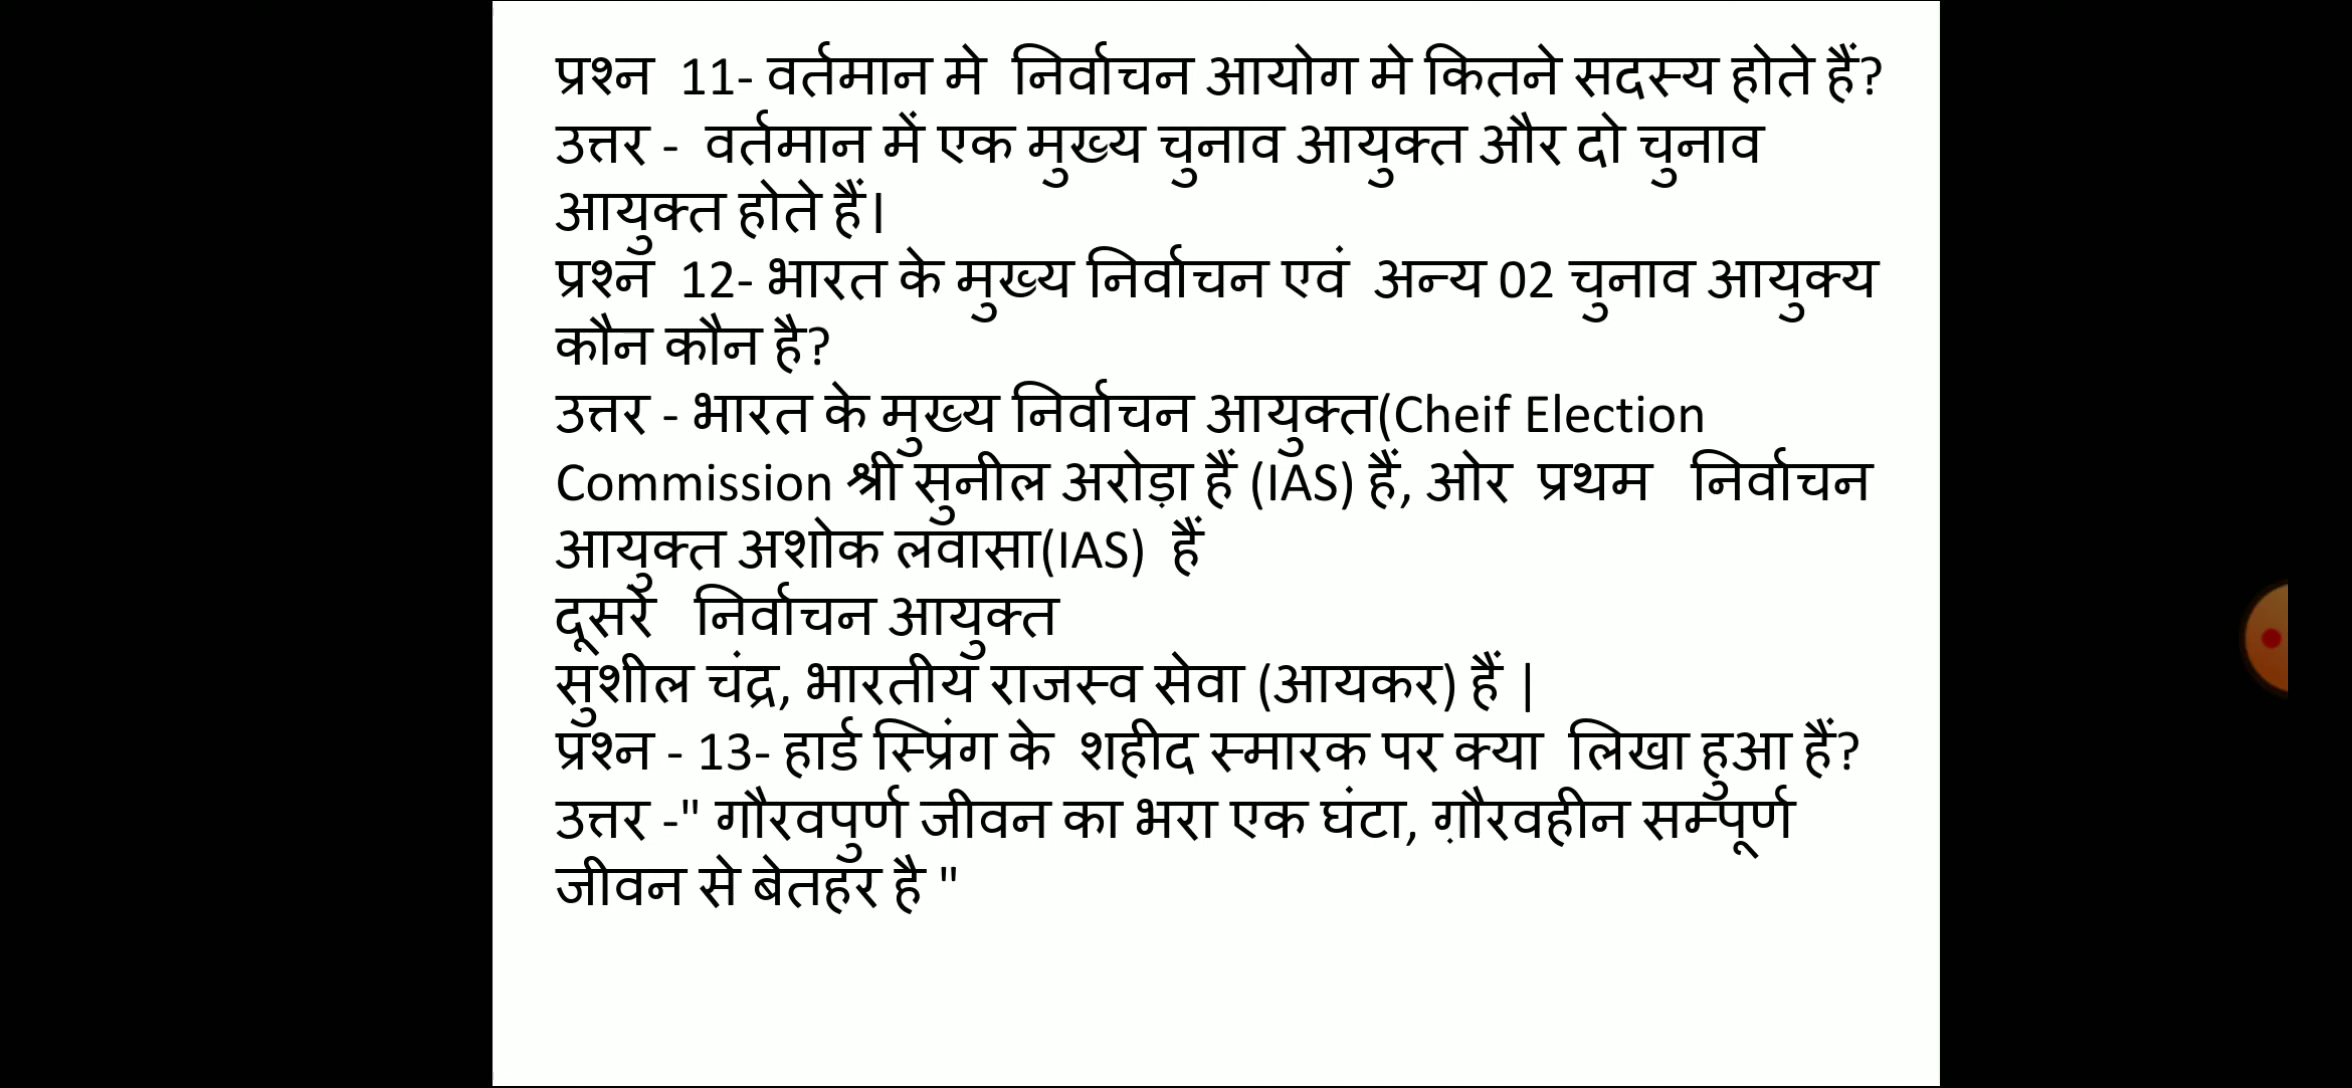 प्रश्न 11- वर्तमान मे निर्वाचन आयोग मे कितने सदस्य होते हैं?
उत्तर - वर्तमान में एक मुख्य चुनाव आयुक्त और दो चुनाव
आयुक्त होते हैं।
प्रश्न 12- भारत के मुख्य निर्वाचन एवं अन्य 02 चुनाव आयुक्य
कौन कौन है?
उत्तर - भारत के मुख्य निर्वाचन आयुक्त(Cheif Election
Commission श्री सुनील अरोड़ा हैं (IAS) हैं, ओर प्रथम निर्वाचन
आयुक्त अशोक लवासा(IAS) हैं
दूसरे निर्वाचन आयुक्त
सुशील चंद्र, भारतीय राजस्व सेवा (आयकर) हैं |
प्रश्न - 13- हार्ड स्प्रिंग के शहीद स्मारक पर क्या लिखा हुआ हैं?
उत्तर -" गौरवपुर्ण जीवन का भरा एक घंटा, ग़ौरवहीन सम्पूर्ण
जीवन से बेतहर है "